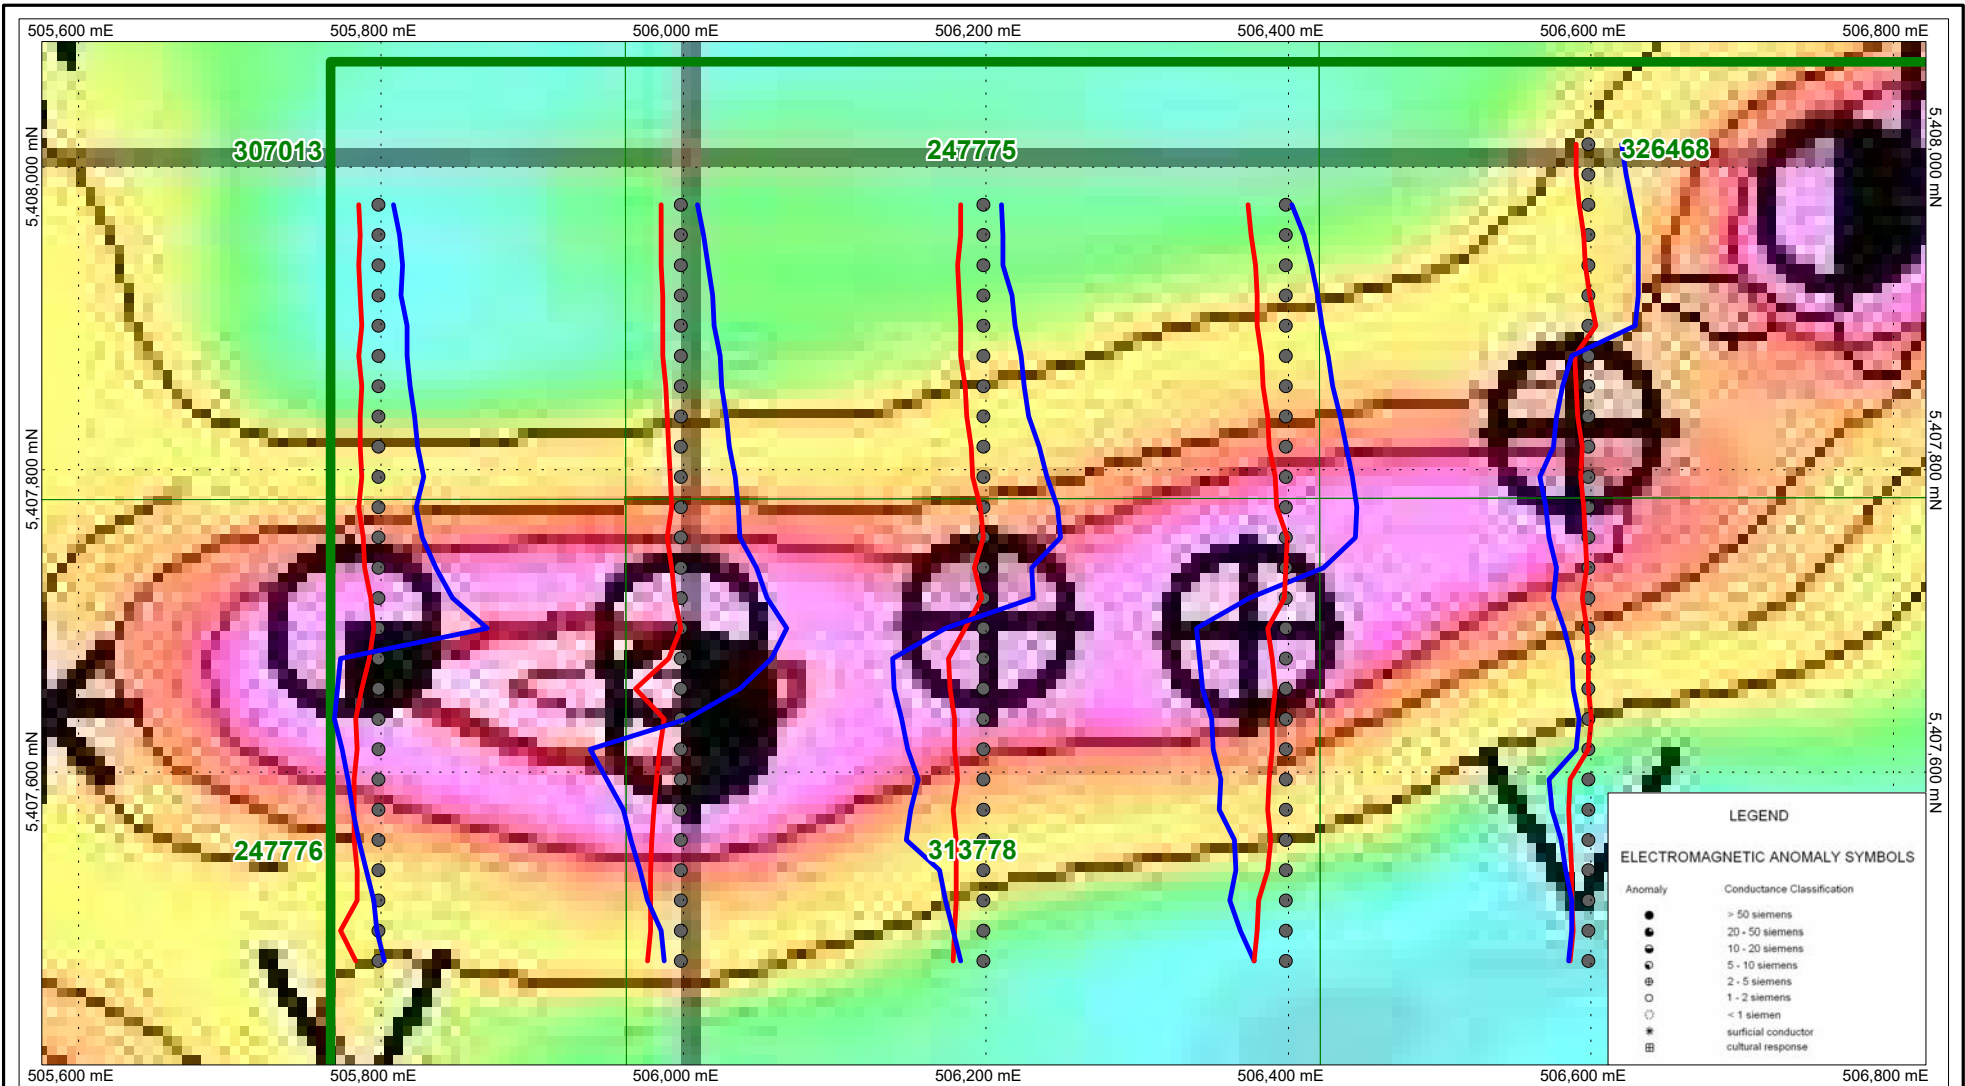 505,600 mE 505,800 mE 506,000 mE 506,200 mE 506,400 mE 506,600 mE 506,800 mE
5,408,000 mN 307013 247775 326468 5,408,000 mN
5,407,800 mN 5,407,800 mN
5,407,600 mN 5,407,600 mN
247776 313778
LEGEND
ELECTROMAGNETIC ANOMALY SYMBOLS
Anomaly Conductance Classification
> 50 siemens
20 - 50 siemens
10 - 20 siemens
5 - 10 siemens
2 - 5 siemens
1 - 2 siemens
< 1 siemen
surficial conductor
cultural response
505,600 mE 505,800 mE 506,000 mE 506,200 mE 506,400 mE 506,600 mE 506,800 mE